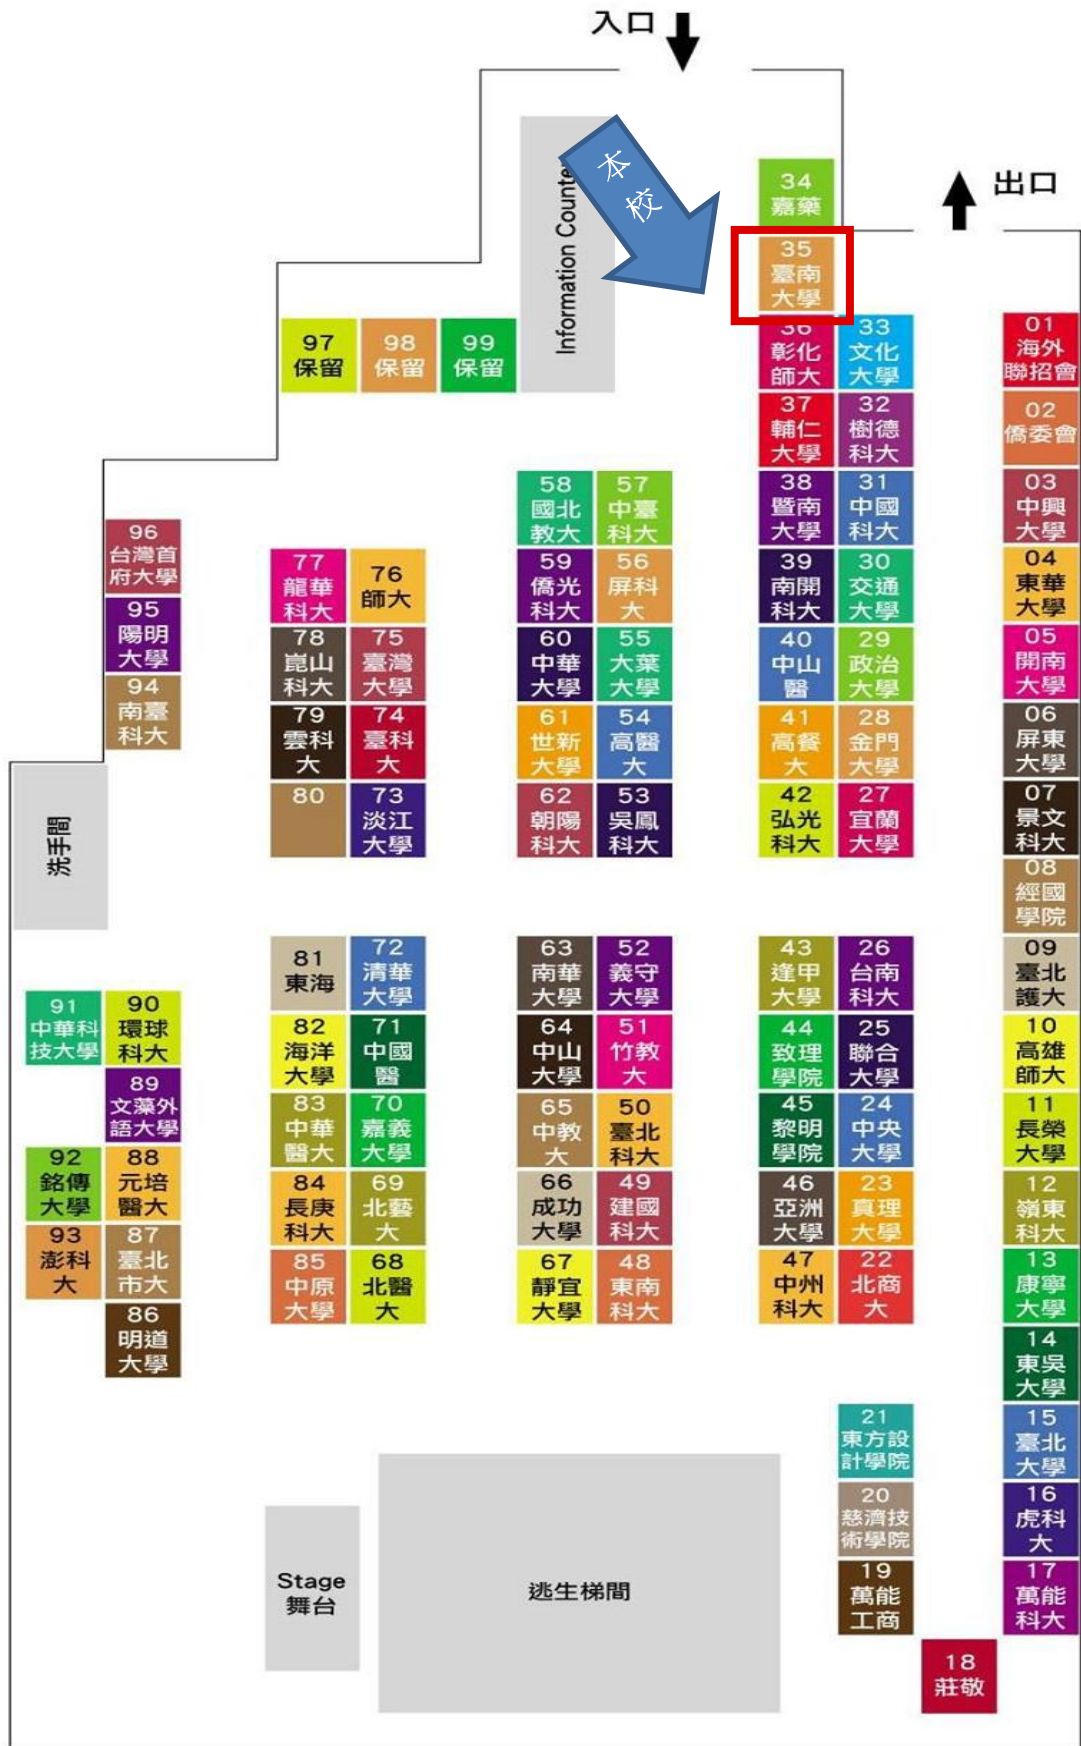 入口
出口
Information Counte
本
校
34
嘉藥
35
臺南
大學
97
保留
98
保留
99
保留
36
彰化
師大
33
文化
大學
01
海外
聯招會
37
輔仁
大學
32
樹德
科大
02
僑委會
58
國北
教大
57
中臺
科大
38
暨南
大學
31
中國
科大
03
中興
大學
96
台灣首
府大學
77
龍華
科大
76
師大
59
僑光
科大
56
屏科
大
39
南開
科大
30
交通
大學
04
東華
大學
95
陽明
大學
78
崑山
科大
75
臺灣
大學
60
中華
大學
55
大葉
大學
40
中山
醫
29
政治
大學
05
開南
大學
94
南臺
科大
79
雲科
大
74
臺科
大
61
世新
大學
54
高醫
大
41
高餐
大
28
金門
大學
06
屏東
大學
洗手間
80
73
淡江
大學
62
朝陽
科大
53
吳鳳
科大
42
弘光
科大
27
宜蘭
大學
07
景文
科大
08
經國
學院
81
東海
72
清華
大學
63
南華
大學
52
義守
大學
43
逢甲
大學
26
台南
科大
09
臺北
護大
91
中華科
技大學
90
環球
科大
82
海洋
大學
71
中國
醫
64
中山
大學
51
竹教
大
44
致理
學院
25
聯合
大學
10
高雄
師大
89
文藻外
語大學
83
中華
醫大
70
嘉義
大學
65
中教
大
50
臺北
科大
45
黎明
學院
24
中央
大學
11
長榮
大學
92
銘傳
大學
88
元培
醫大
84
長庚
科大
69
北藝
大
66
成功
大學
49
建國
科大
46
亞洲
大學
23
真理
大學
12
嶺東
科大
93
澎科
大
87
臺北
市大
85
中原
大學
68
北醫
大
67
靜宜
大學
48
東南
科大
47
中州
科大
22
北商
大
13
康寧
大學
86
明道
大學
14
東吳
大學
21
東方設
計學院
15
臺北
大學
20
慈濟技
術學院
16
虎科
大
Stage
舞台
逃生梯間
19
萬能
工商
17
萬能
科大
18
莊敬